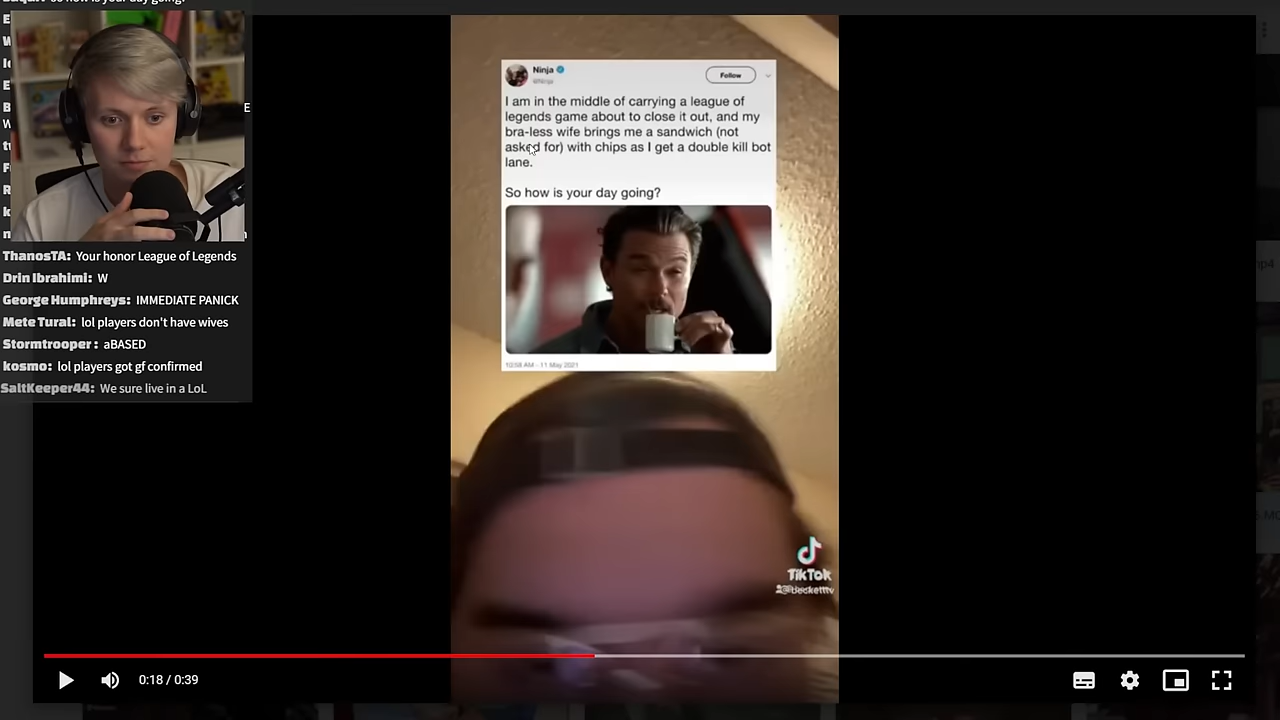 Ninja
@Ninja
Follow
I am in the middle of carrying a league of
legends game about to close it out, and my
bra-less wife brings me a sandwich (not
asked for) with chips as I get a double kill bot
lane.
So how is your day going?
10:58 AM - 11 May 2021
ThanosTA: Your honor League of Legends
Drin Ibrahimi: W
George Humphreys: IMMEDIATE PANICK
Mete Tural: lol players don't have wives
Stormtrooper: aBASED
kosmo: lol players got gf confirmed
SaltKeeper44: We sure live in a LoL
TikTok
0:18 / 0:39